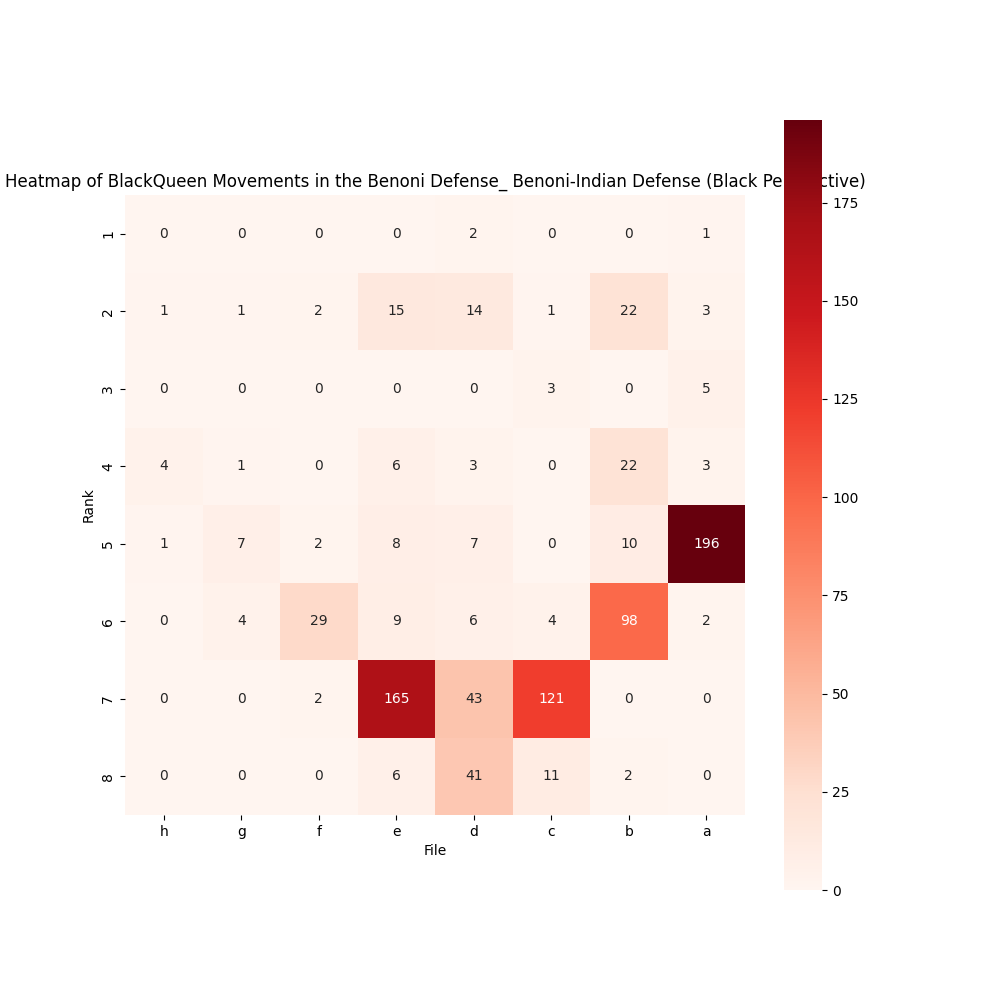 Heatmap of BlackQueen Movements in the Benoni Defense_ Benoni-Indian Defense (Black Pe ctive)
1 0 0 0 0 2 0 0 1
2 1 1 2 15 14 1 22 3
3 0 0 0 0 0 3 0 5
4 4 1 0 6 3 0 22 3
5 1 7 2 8 7 0 10 196
6 0 4 29 9 6 4 98 2
7 0 0 2 165 43 121 0 0
8 0 0 0 6 41 11 2 0
h g f e d c b a
File
Rank
175
150
125
100
75
50
25
0